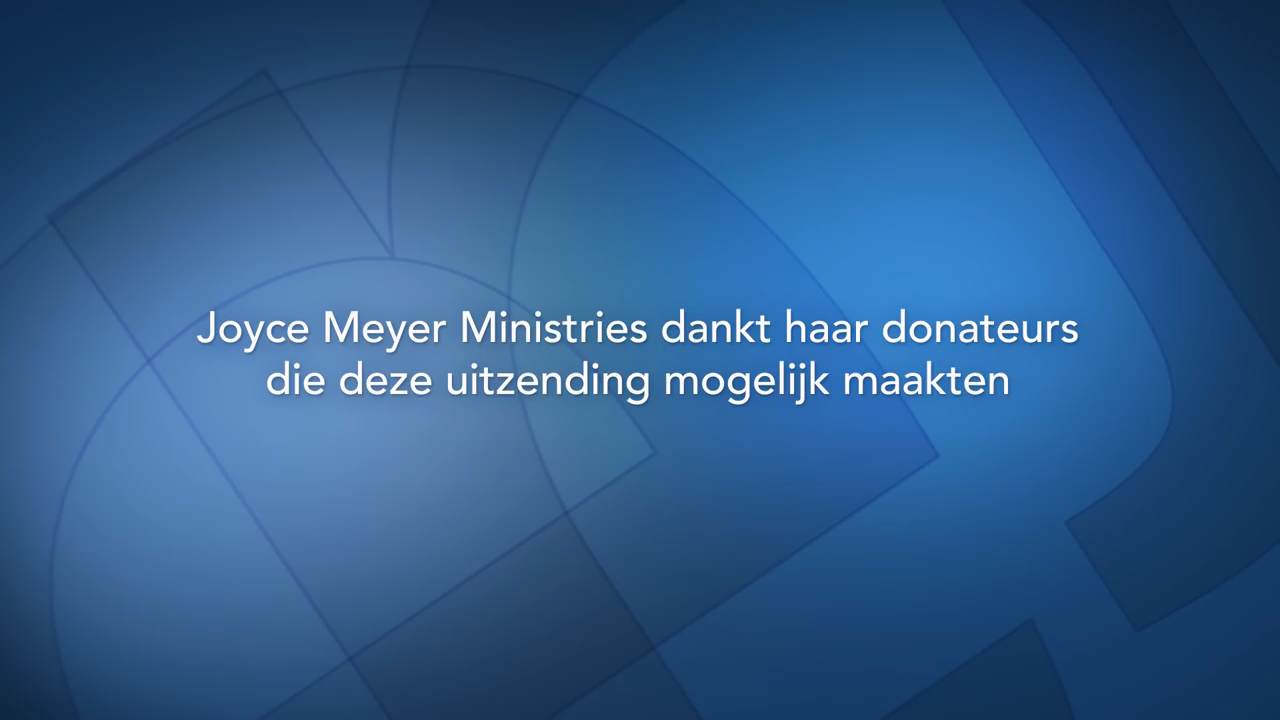 Joyce Meyer Ministries dankt haar donateurs
die deze uitzending mogelijk maakten